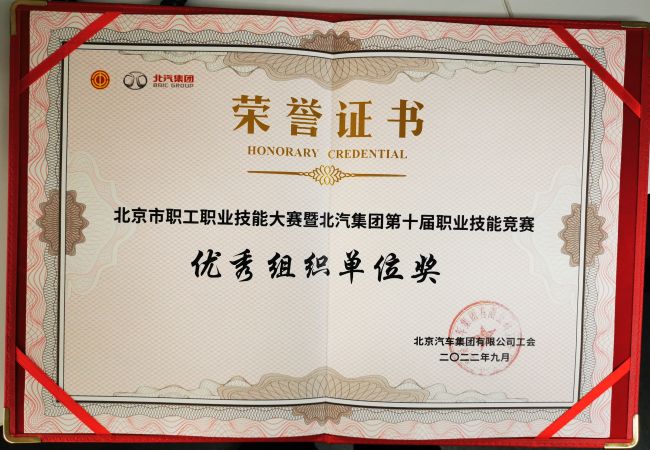 北汽集团
BAIC GROUP
荣誉证书
HONORARY CREDENTIAL
北京市职工职业技能大赛暨北汽集团第十届职业技能竞赛
优秀组织单位奖
北京汽车集团有限公司工会
二〇二二年九月